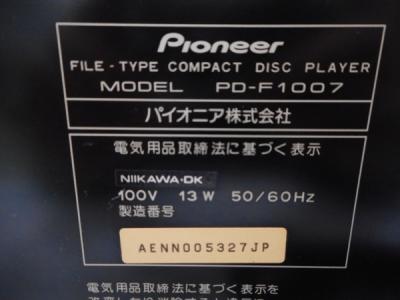 Pioneer
FILE-TYPE COMPACT DISC PLAYER
MODEL PD-F1007
パイオニア株式会社
電気用品取締法に基づく表示
NIIKAWA・DK
100V 13W 50/60Hz
製造番号
AENN005327JP
電気用品取締法に基づく表示を